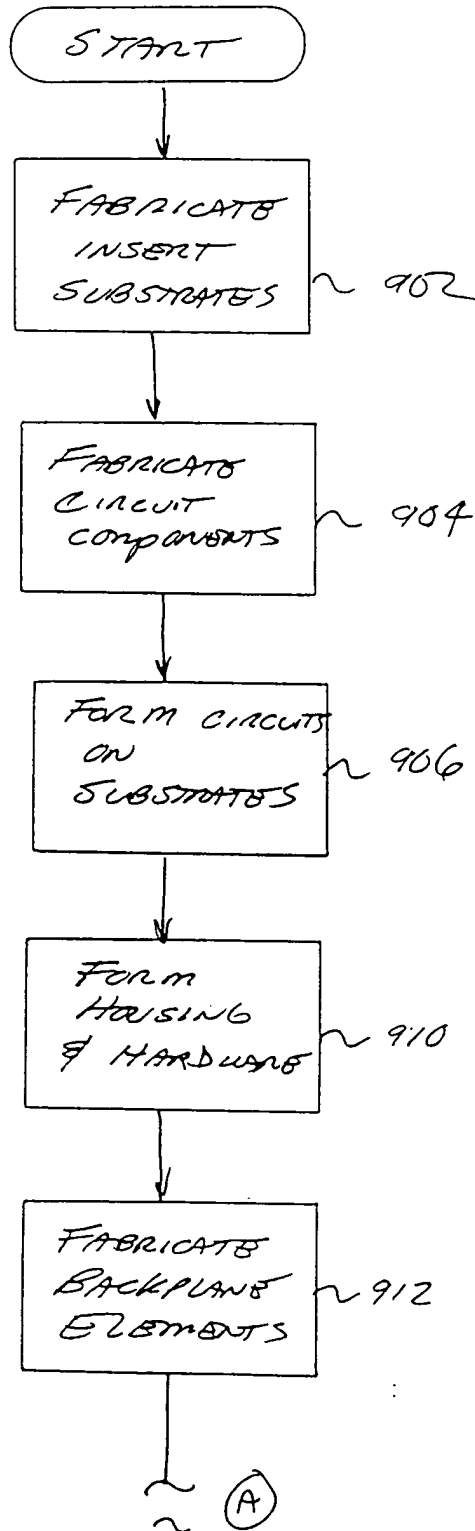 START
FABRICATE
INSERT
SUBSTRATES
902
FABRICATE
CIRCUIT
COMPONENTS
904
FORM CIRCUITS
ON
SUBSTRATES
906
FORM
HOUSING
& HARDWARE
910
FABRICATE
BACKPLANE
ELEMENTS
912
A